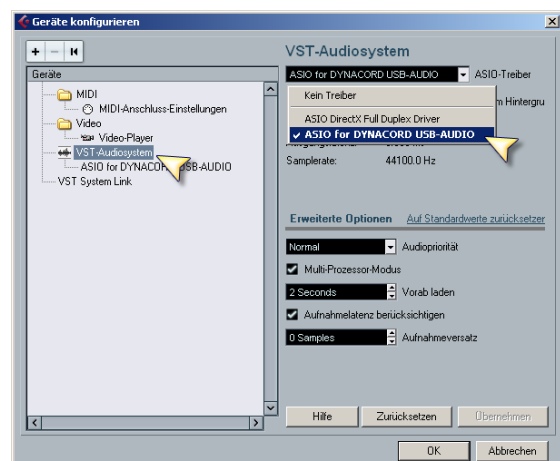 Geräte konfigurieren
+ -
Geräte
MIDI
MIDI-Anschluss-Einstellungen
Video
Video-Player
VST-Audiosystem
ASIO for DYNACORD USB-AUDIO
VST System Link
VST-Audiosystem
ASIO for DYNACORD USB-AUDIO ASIO-Treiber
Kein Treiber
m Hintergru
ASIO DirectX Full Duplex Driver
ASIO for DYNACORD USB-AUDIO
Samplerate: 44100.0 Hz
Erweiterte Optionen Auf Standardwerte zurücksetzen
Normal Audiopriorität
Multi-Prozessor-Modus
2 Seconds Vorab laden
Aufnahmelatenz berücksichtigen
0 Samples Aufnahmeversatz
Hilfe Zurücksetzen Übernehmen
OK Abbrechen